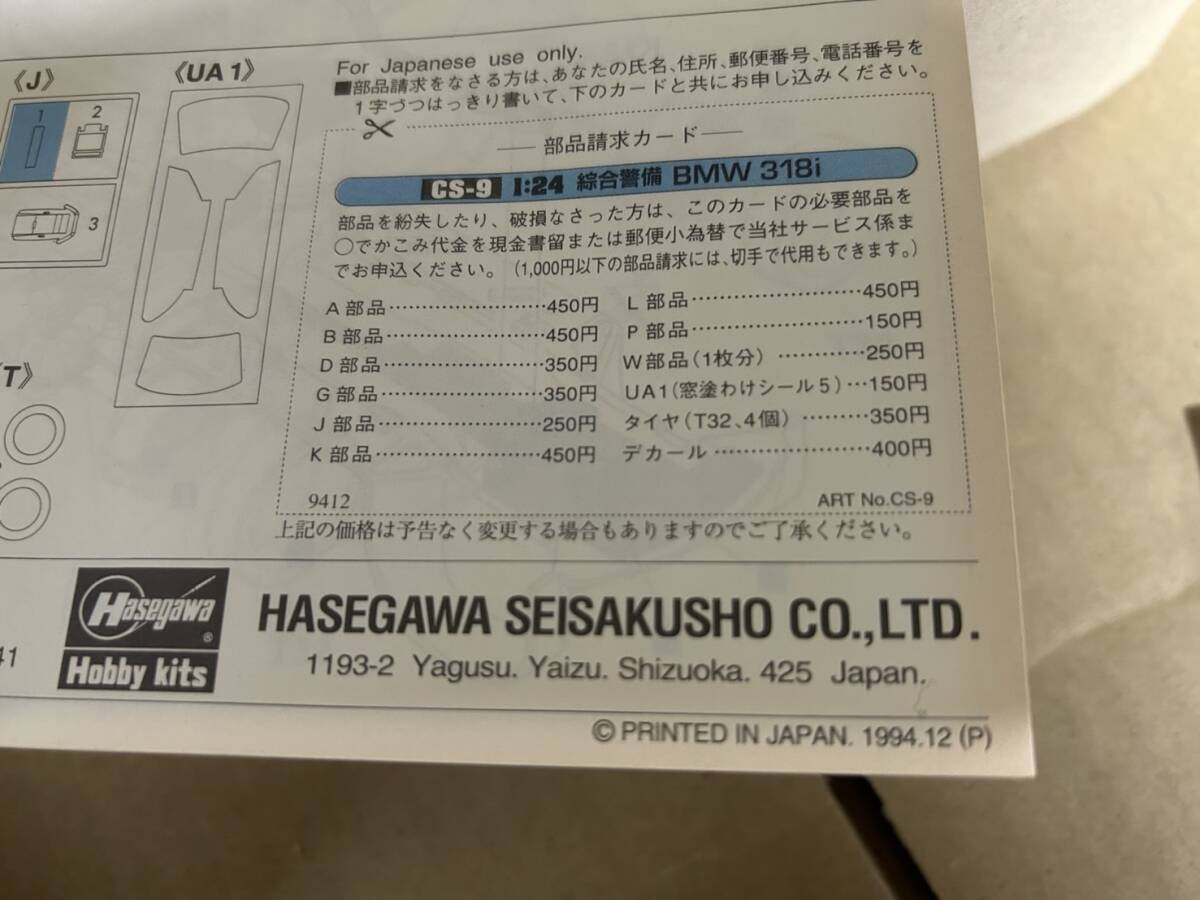 《J》
《UA1》
1
2
3
T》
For Japanese use only.
■部品請求をなさる方は、あなたの氏名、住所、郵便番号、電話番号を
1字づつはっきり書いて、下のカードと共にお申し込みください。
部品請求カード
CS-9 1:24 綜合警備 BMW 318i
部品を紛失したり、破損なさった方は、このカードの必要部品を
○でかこみ代金を現金書留または郵便小為替で当社サービス係ま
でお申込ください。(1,000円以下の部品請求には、切手で代用もできます。)
A部品……………450円
B部品……………450円
D部品……………350円
G部品……………350円
J部品……………250円
K部品……………450円
L部品……………450円
P部品……………150円
W部品(1枚分)…………250円
UA1(窓塗わけシール5)…150円
タイヤ(T32、4個)………350円
デカール……………400円
9412
ART No.CS-9
上記の価格は予告なく変更する場合もありますのでご了承ください。
41
Hasegawa®
Hobby kits
HASEGAWA SEISAKUSHO CO.,LTD.
1193-2 Yagusu. Yaizu. Shizuoka. 425 Japan.
© PRINTED IN JAPAN. 1994.12 (P)